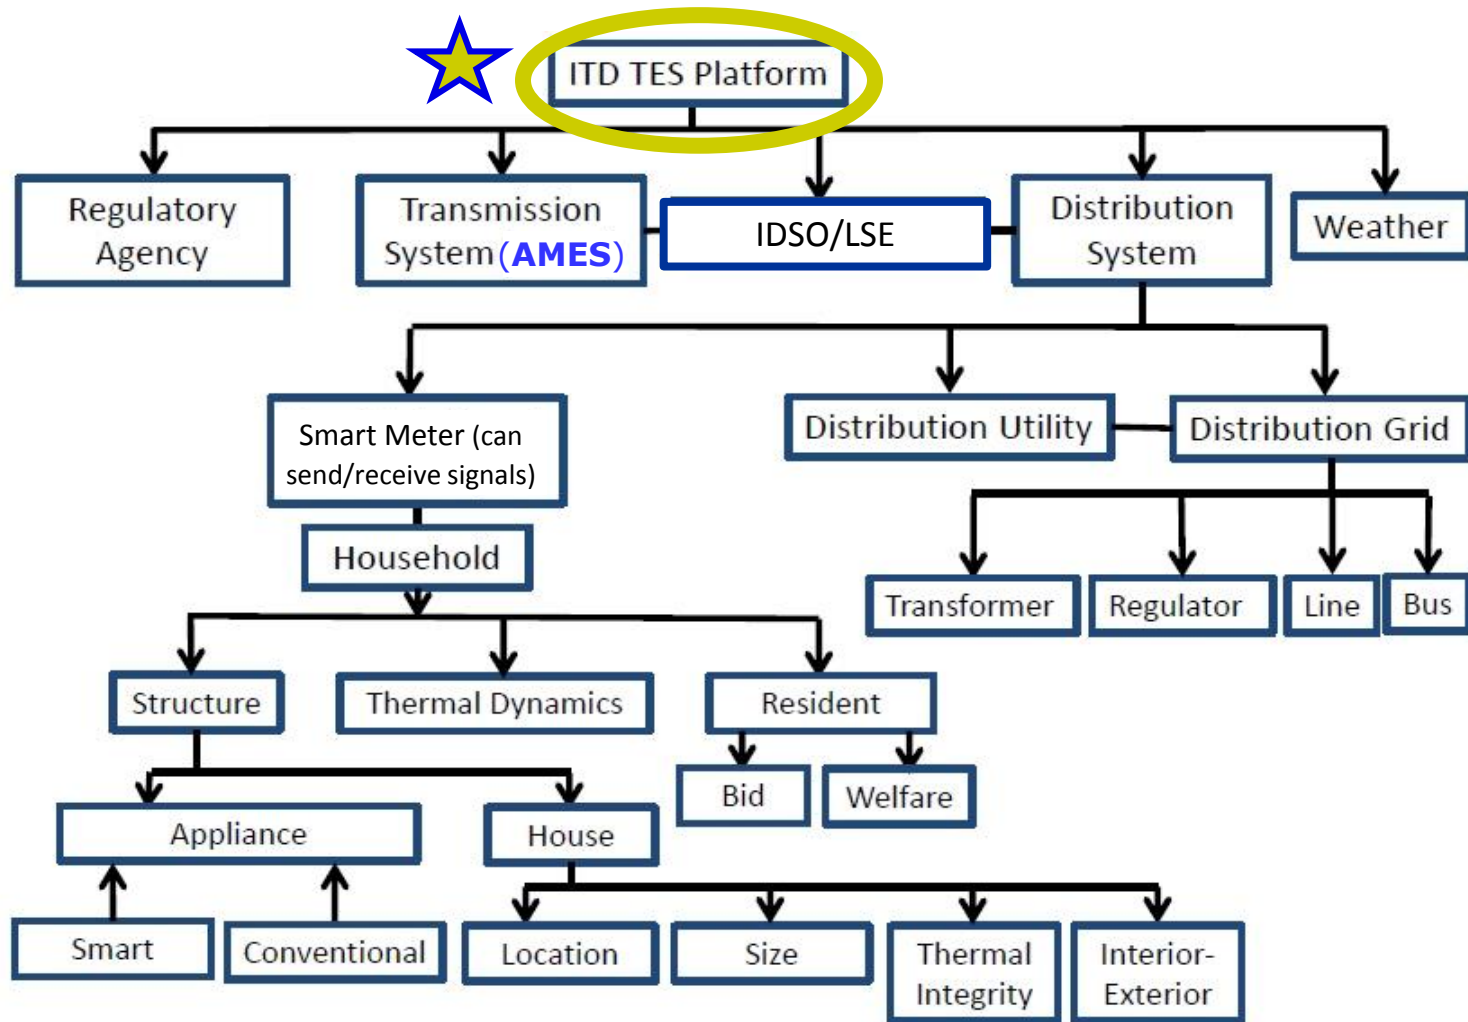 ITD TES Platform
Regulatory
Agency
Transmission
System(AMES)
IDSO/LSE
Distribution
System
Weather
Smart Meter (can
send/receive signals)
Distribution Utility
Distribution Grid
Household
Transformer
Regulator
Line
Bus
Structure
Thermal Dynamics
Resident
Bid
Welfare
Appliance
House
Smart
Conventional
Location
Size
Thermal
Integrity
Interior-
Exterior